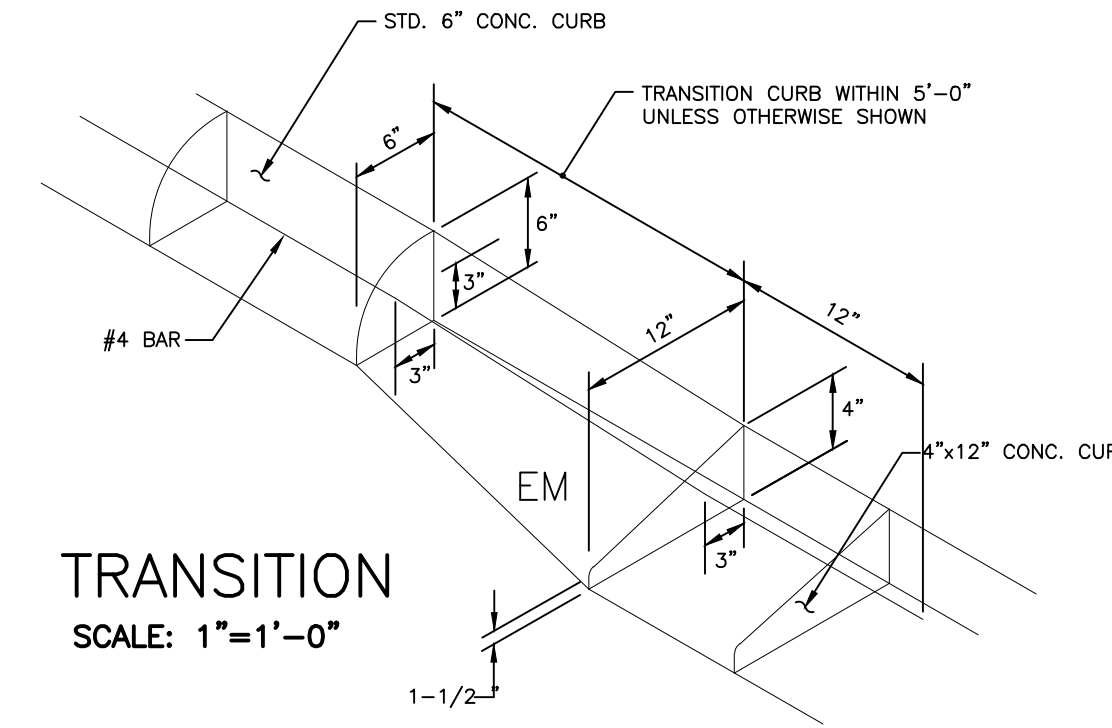 STD. 6” CONC. CURB
TRANSITION CURB WITHIN 5'-0”
UNLESS OTHERWISE SHOWN
6”
6”
3”
12”
12”
#4 BAR
3”
4”
4”x12” CONC.
EM
3”
TRANSITION
SCALE: 1”=1'-0”
1-1/2”